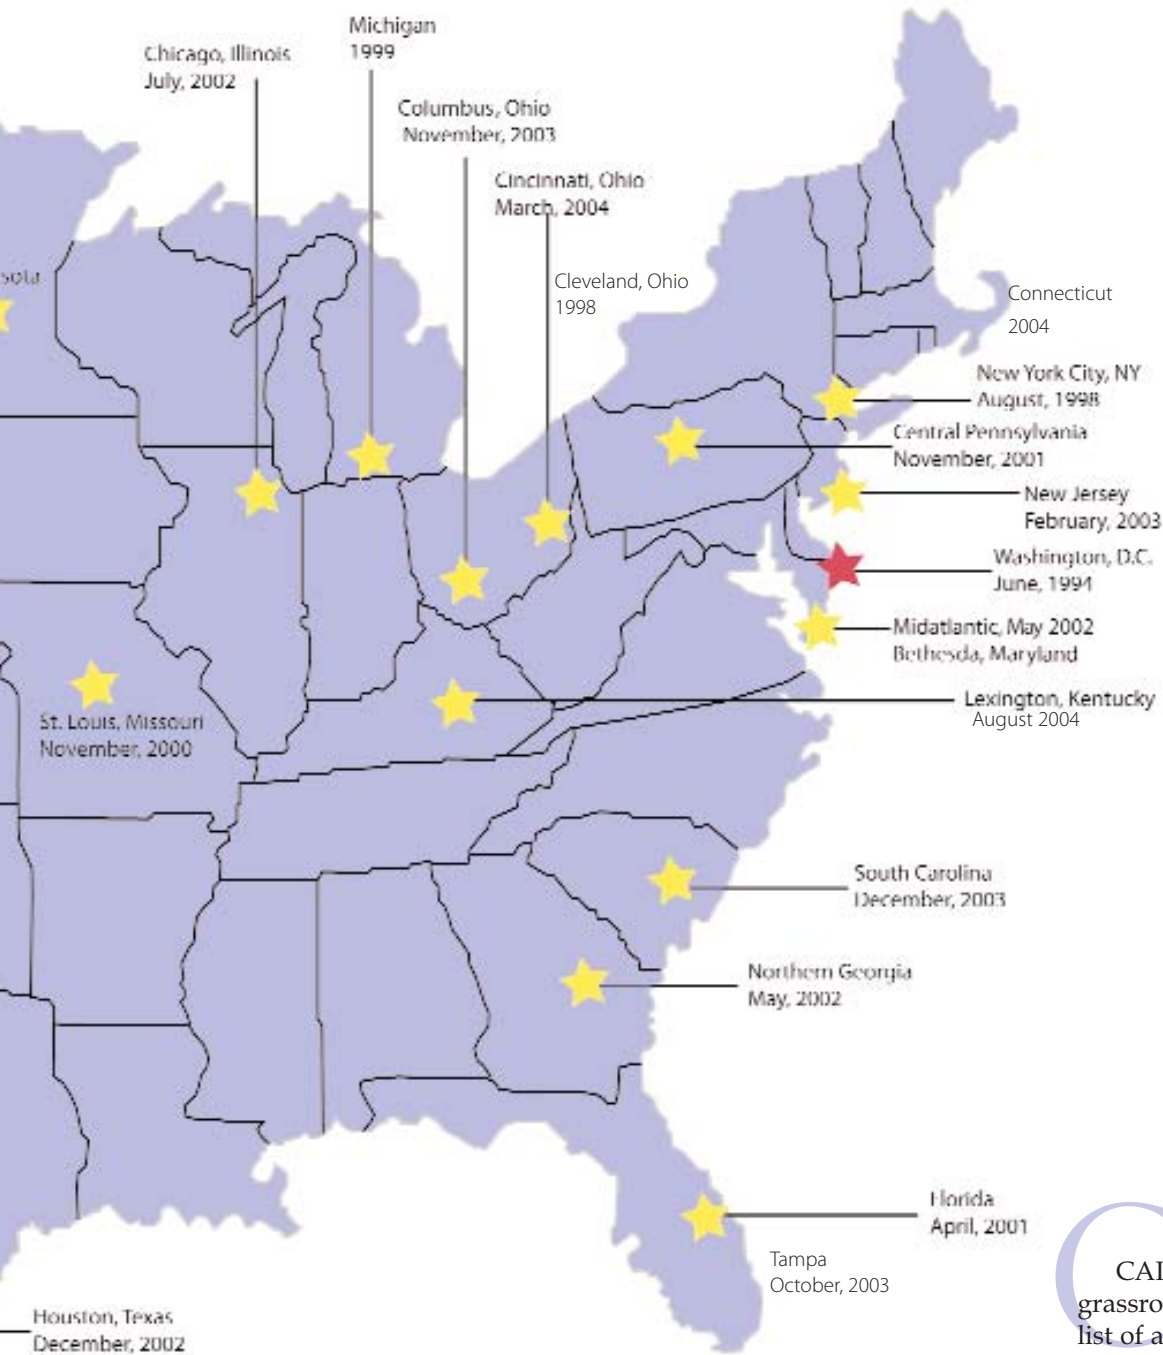 Michigan
1999
Chicago, Illinois
July, 2002
Columbus, Ohio
November, 2003
Cincinnati, Ohio
March, 2004
Cleveland, Ohio
1998
sota
Connecticut
2004
New York City, NY
August, 1998
Central Pennsylvania
November, 2001
New Jersey
February, 2003
Washington, D.C.
June, 1994
Midatlantic, May 2002
Bethesda, Maryland
Lexington, Kentucky
August 2004
St. Louis, Missouri
November, 2000
South Carolina
December, 2003
Northern Georgia
May, 2002
Florida
April, 2001
Tampa
October, 2003
Houston, Texas
December, 2002
CAI
grassro
list of a